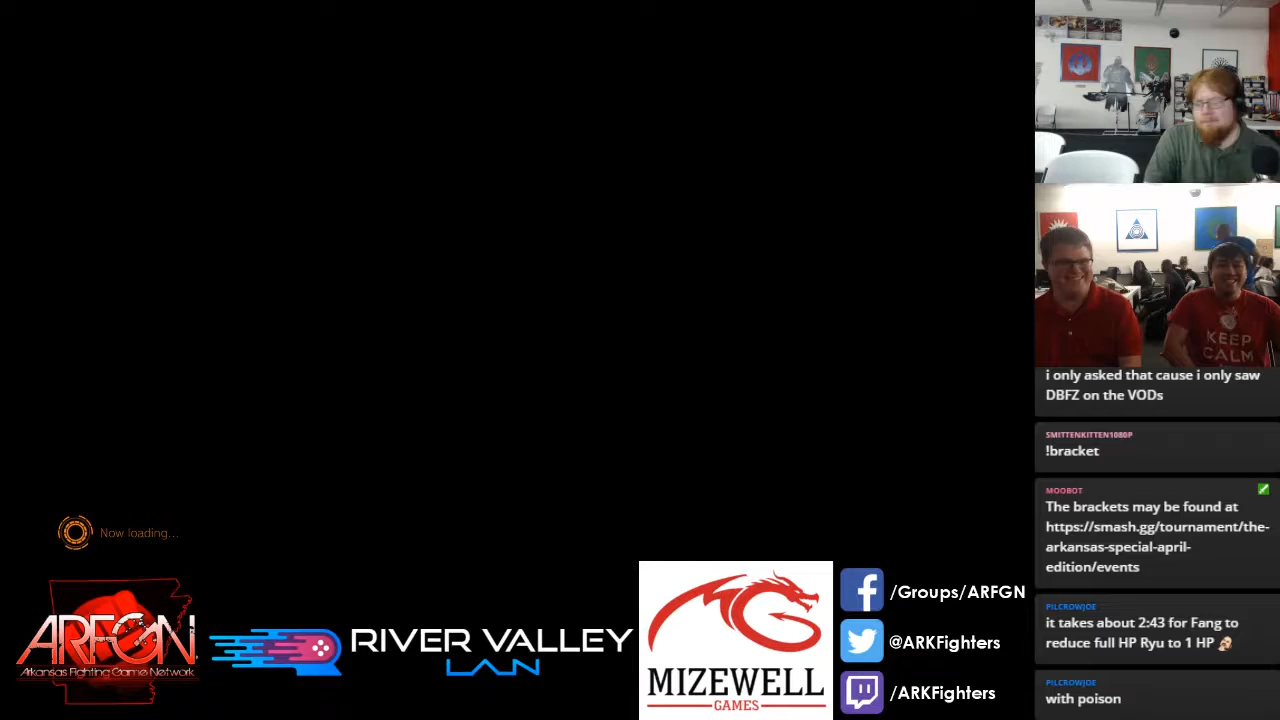 KEEP
CALM
i only asked that cause i only saw
DBFZ on the VODs
SMITTENKITTEN1080P
!bracket
MOOBOT
The brackets may be found at
https://smash.gg/tournament/the-
arkansas-special-april-
edition/events
PILCROWJOE
it takes about 2:43 for Fang to
reduce full HP Ryu to 1 HP
PILCROWJOE
with poison
Now loading...
ARFGN
Arkansas Fighting Game Network
RIVER VALLEY
LAN
MIZEWELL
GAMES
/Groups/ARFGN
@ARKFighters
/ARKFighters